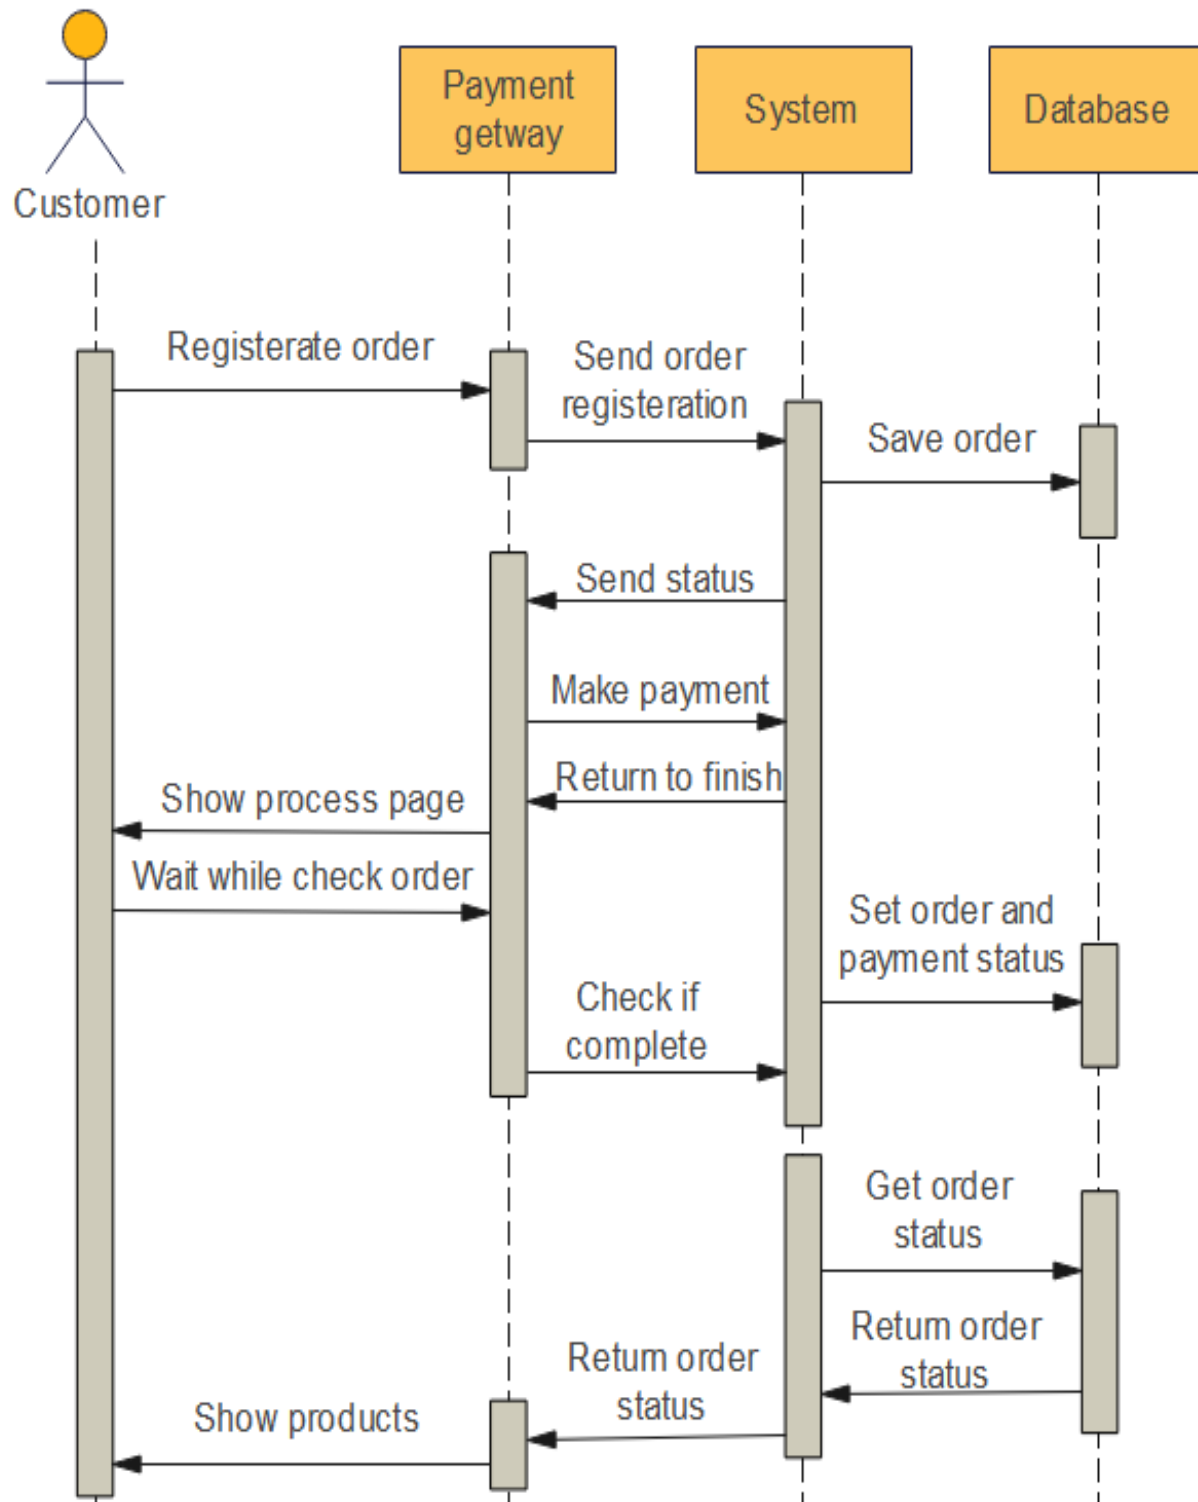 Payment
getway
System
Database
Customer
Registerate order
Send order
registeration
Save order
Send status
Make payment
Return to finish
Show process page
Wait while check order
Set order and
payment status
Check if
complete
Get order
status
Return order
status
Return order
status
Show products